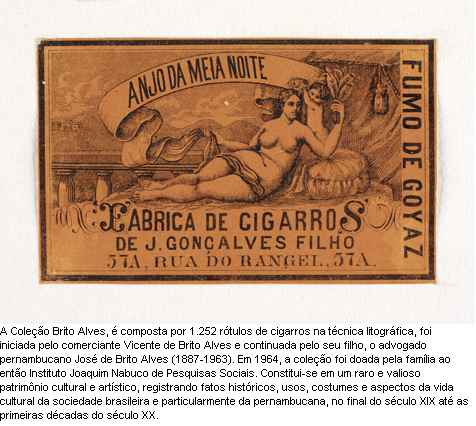 ANJO DA MEIA NOITE
FUMO DE GOYAZ
FABRICA DE CIGARROS
DE J. GONÇALVES FILHO
57A, RUA DO RANGEL, 57A.
A Coleção Brito Alves, é composta por 1.252 rótulos de cigarros na técnica litográfica, foi
iniciada pelo comerciante Vicente de Brito Alves e continuada pelo seu filho, o advogado
pernambucano José de Brito Alves (1887-1963). Em 1964, a coleção foi doada pela família ao
então Instituto Joaquim Nabuco de Pesquisas Sociais. Constitui-se em um raro e valioso
patrimônio cultural e artístico, registrando fatos históricos, usos, costumes e aspectos da vida
cultural da sociedade brasileira e particularmente da pernambucana, no final do século XIX até as
primeiras décadas do século XX.